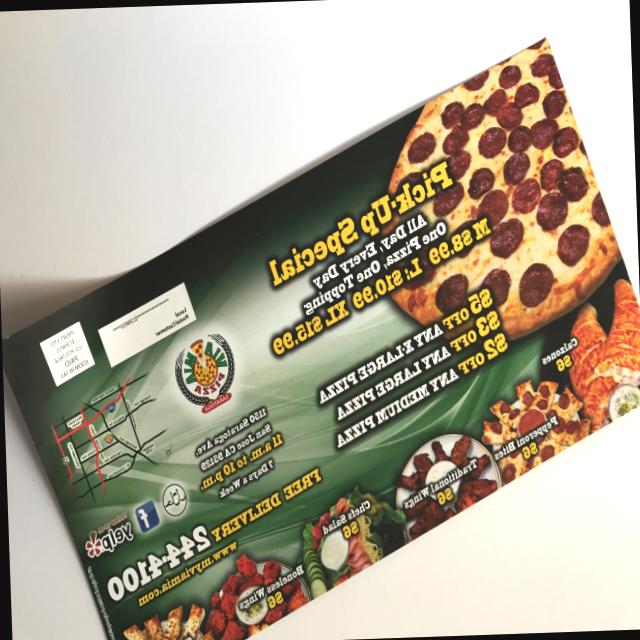 Pick-Up Special
All Day, Every Day
One Pizza, One Topping.
M $8.99 L: $10.99 XL $15.99
$5 OFF ANY X-LARGE PIZZA
$3 OFF ANY LARGE PIZZA
$2 OFF ANY MEDIUM PIZZA
Calzones
$6
Pepperoni Bites
$6
Traditional Wings
$6
Chefs Salad
$6
Boneless Wings
$6
PIZZA
1150 Saratoga Ave.
San Jose CA 95129
11 a.m. to 10 p.m.
7 Days a Week
FREE DELIVERY
244-4100
www.myviamia.com
yelp
f
Local
Postal Customer
PAID